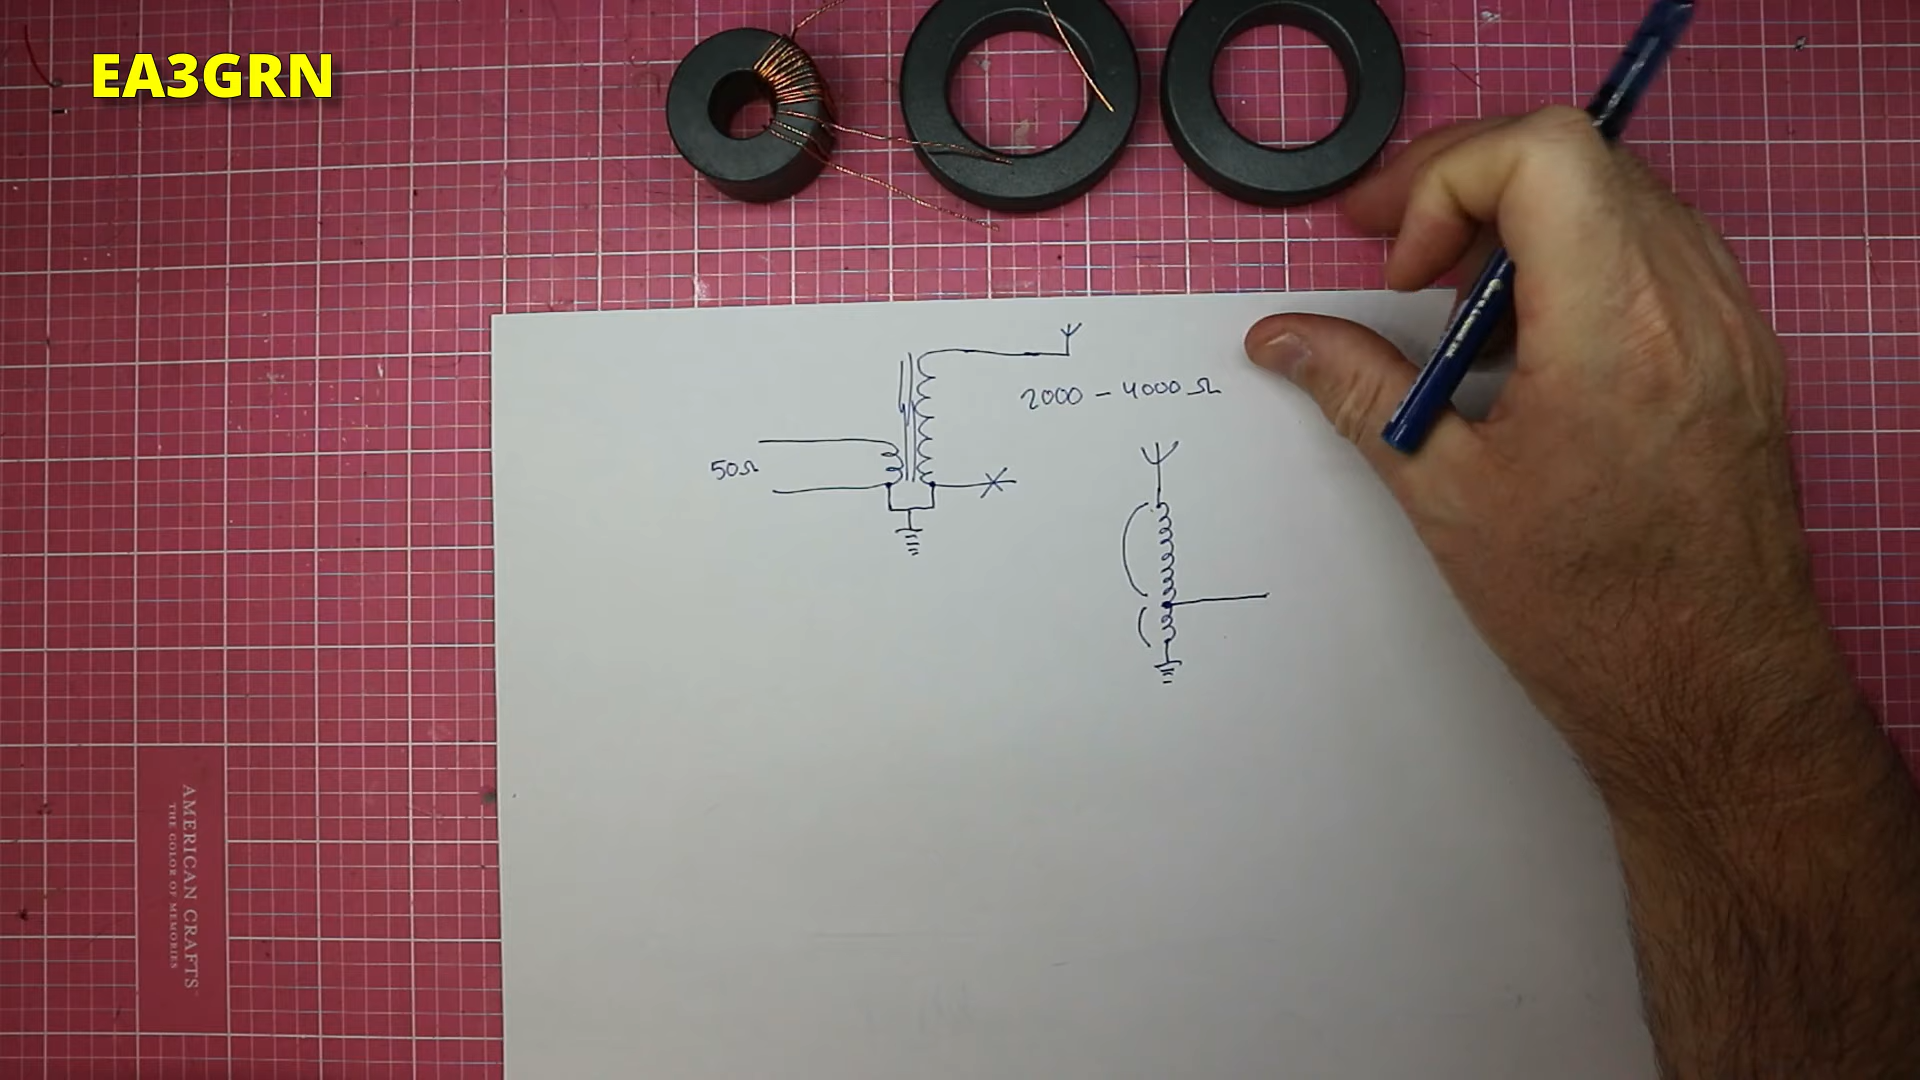 EA3GRN
2000 - 4000 Ω
50Ω
AMERICAN CRAFTS
THE COLOR OF MEMORIES